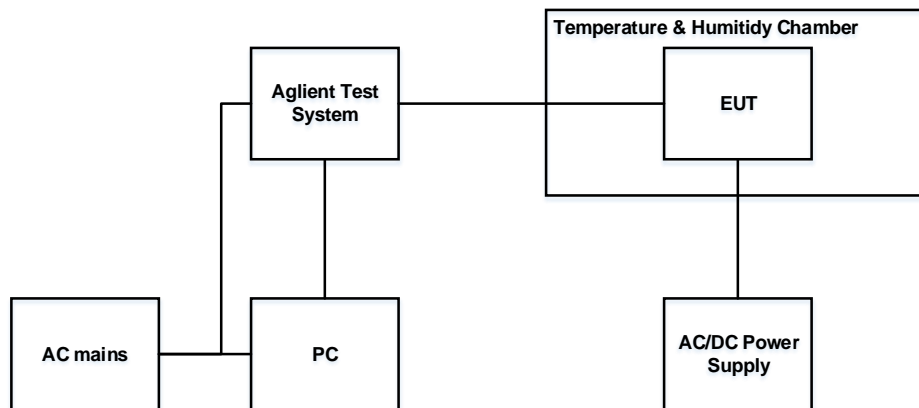 Temperature & Humitidy Chamber
Aglient Test
System
EUT
AC mains
PC
AC/DC Power
Supply